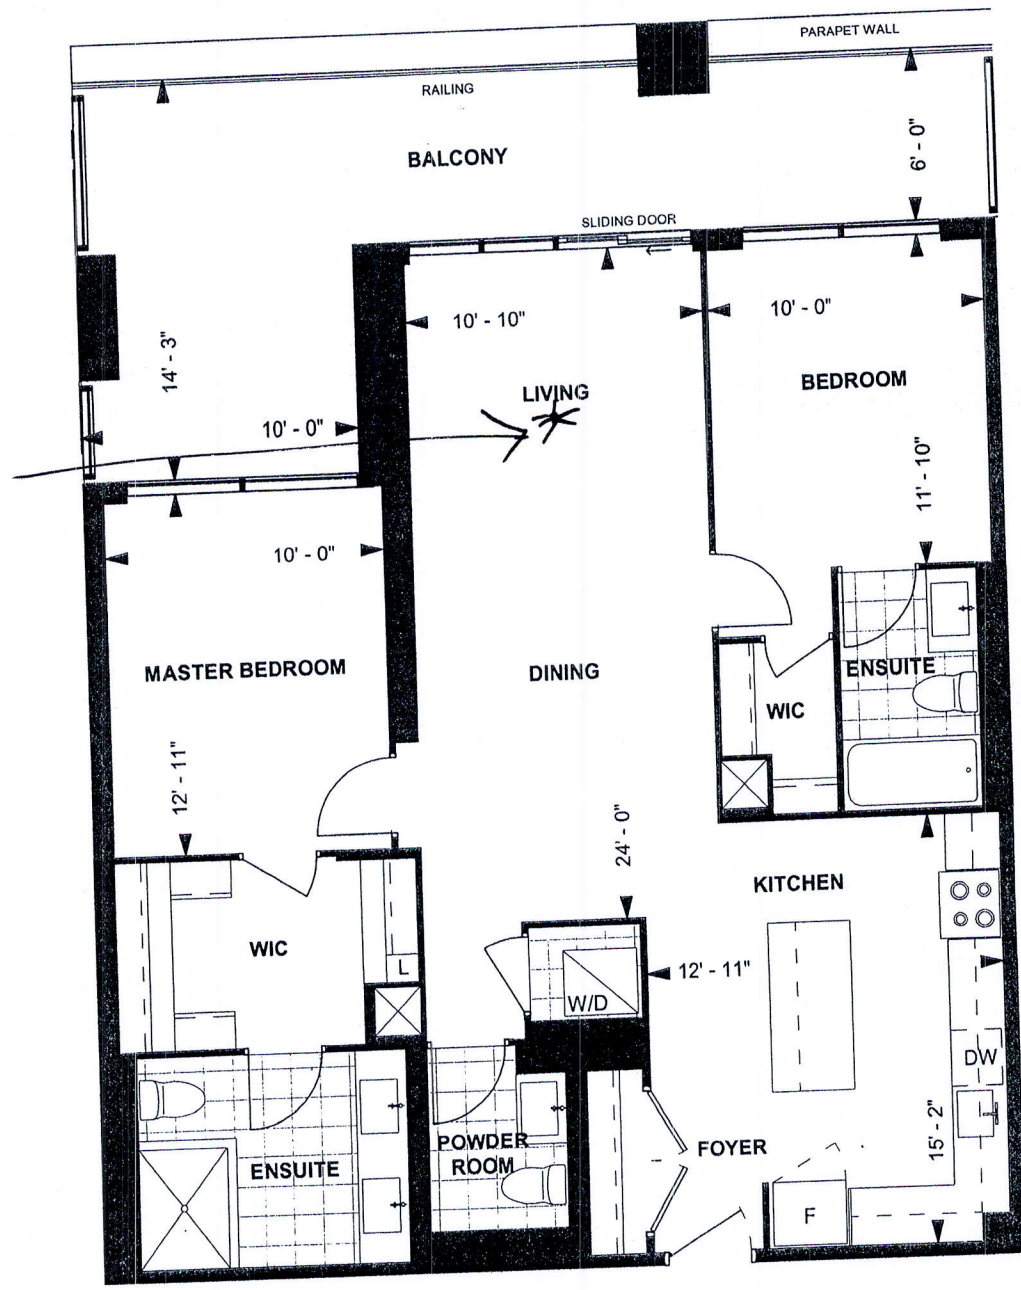 PARAPET WALL
RAILING
BALCONY
6' - 0"
SLIDING DOOR
10' - 10"
10' - 0"
14' - 3"
LIVING
BEDROOM
10' - 0"
11' - 10"
10' - 0"
MASTER BEDROOM
DINING
ENSUITE
WIC
12' - 11"
24' - 0"
KITCHEN
WIC
L
12' - 11"
W/D
DW
15' - 2"
POWDER
ROOM
FOYER
ENSUITE
F